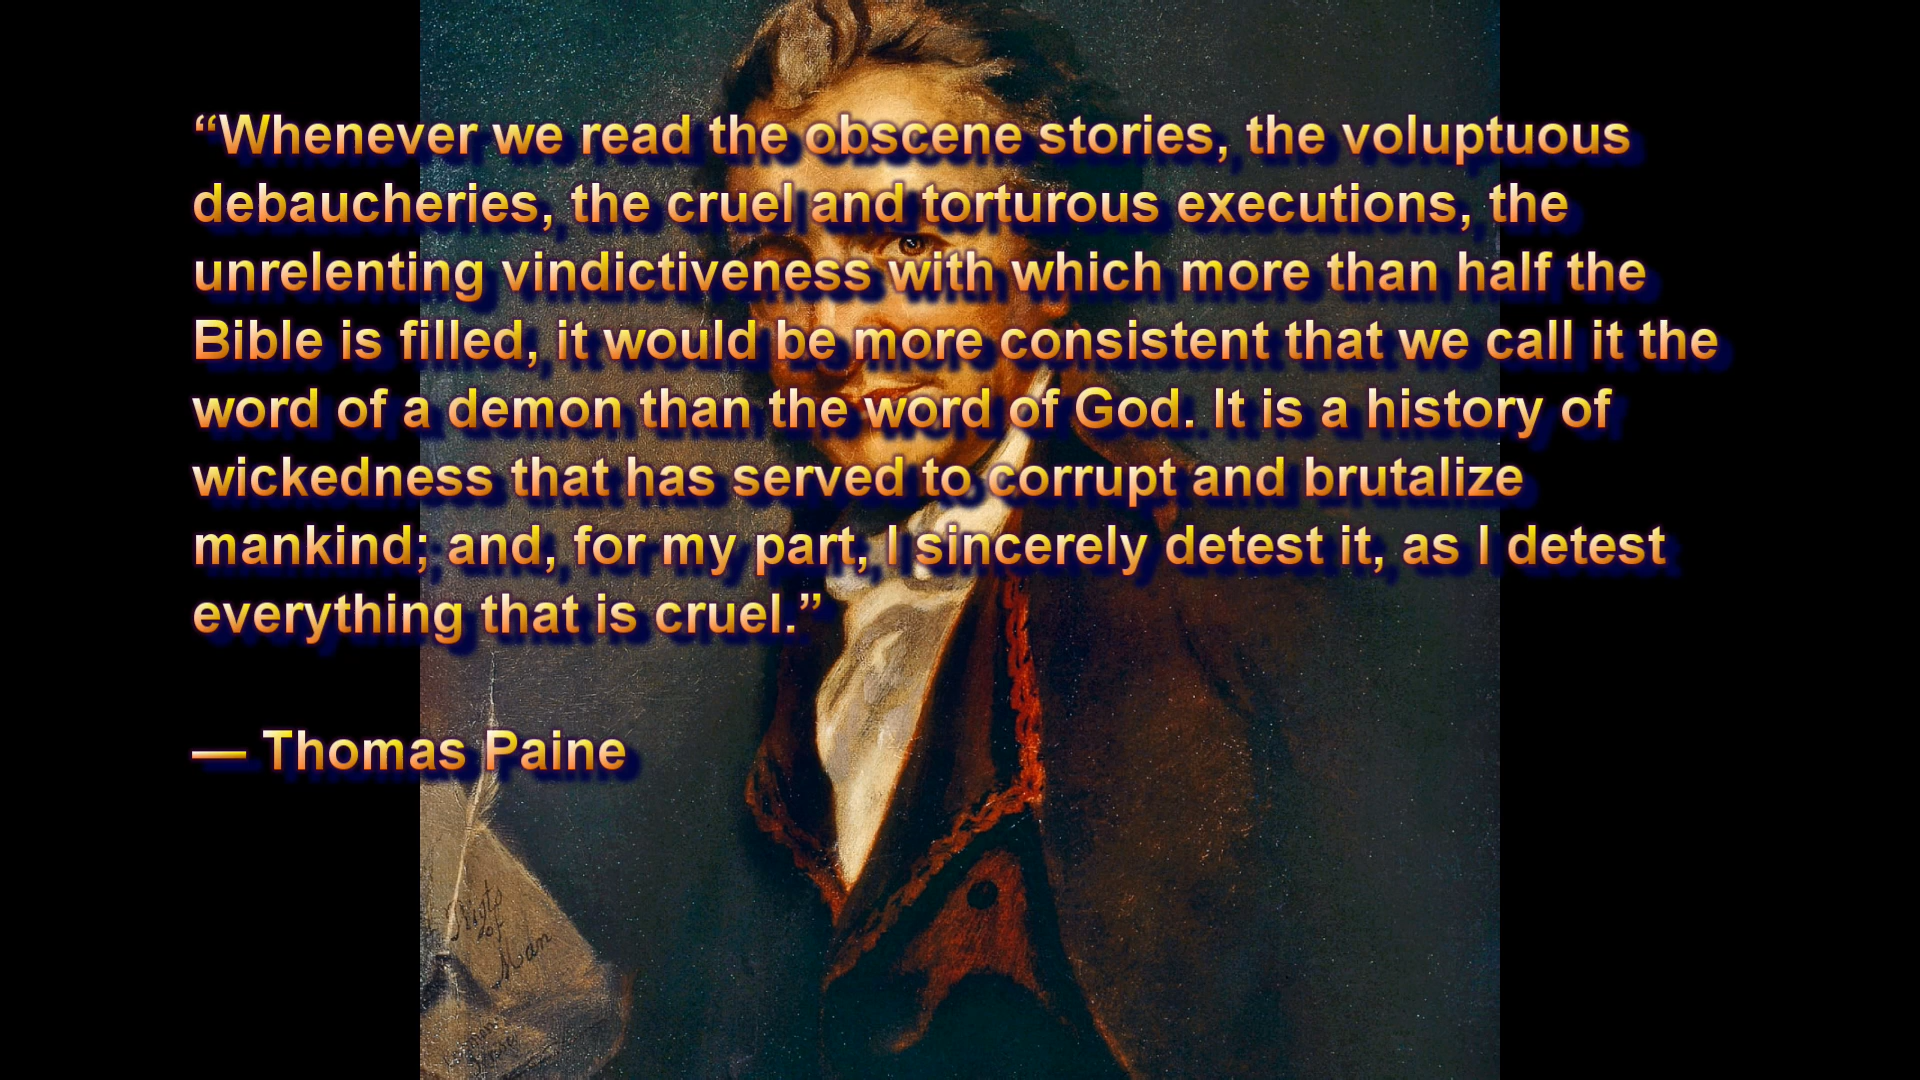 “Whenever we read the obscene stories, the voluptuous
debaucheries, the cruel and torturous executions, the
unrelenting vindictiveness with which more than half the
Bible is filled, it would be more consistent that we call it the
word of a demon than the word of God. It is a history of
wickedness that has served to corrupt and brutalize
mankind; and, for my part, I sincerely detest it, as I detest
everything that is cruel.”
— Thomas Paine
of
Man